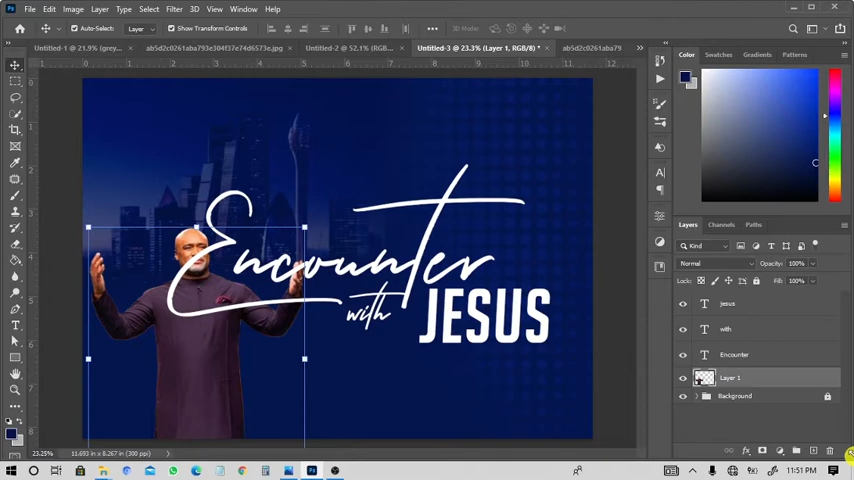 File Edit Image Layer Type Select Filter 3D View Window Help
Auto-Select: Layer Show Transform Controls 3D Mode:
Untitled-1 @ 21.9% (grey... × ab5d2c0261aba793e304f37e74d6573e.jpg × Untitled-2 @ 52.1% (RGB... × Untitled-3 @ 23.3% (Layer 1, RGB/8) * × ab5d2c0261aba79 »
Color Swatches Gradients Patterns
Encounter
with JESUS
Layers Channels Paths
Kind
Normal Opacity: 100%
Lock: Fill: 100%
jesus
with
Encounter
Layer 1
Background
23.25% 11.693 in x 8.267 in (300 ppi)
11:51 PM